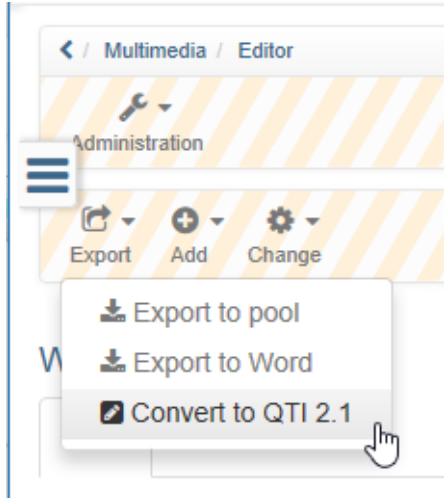 / Multimedia / Editor
Administration
Export Add Change
Export to pool
W
Export to Word
Convert to QTI 2.1